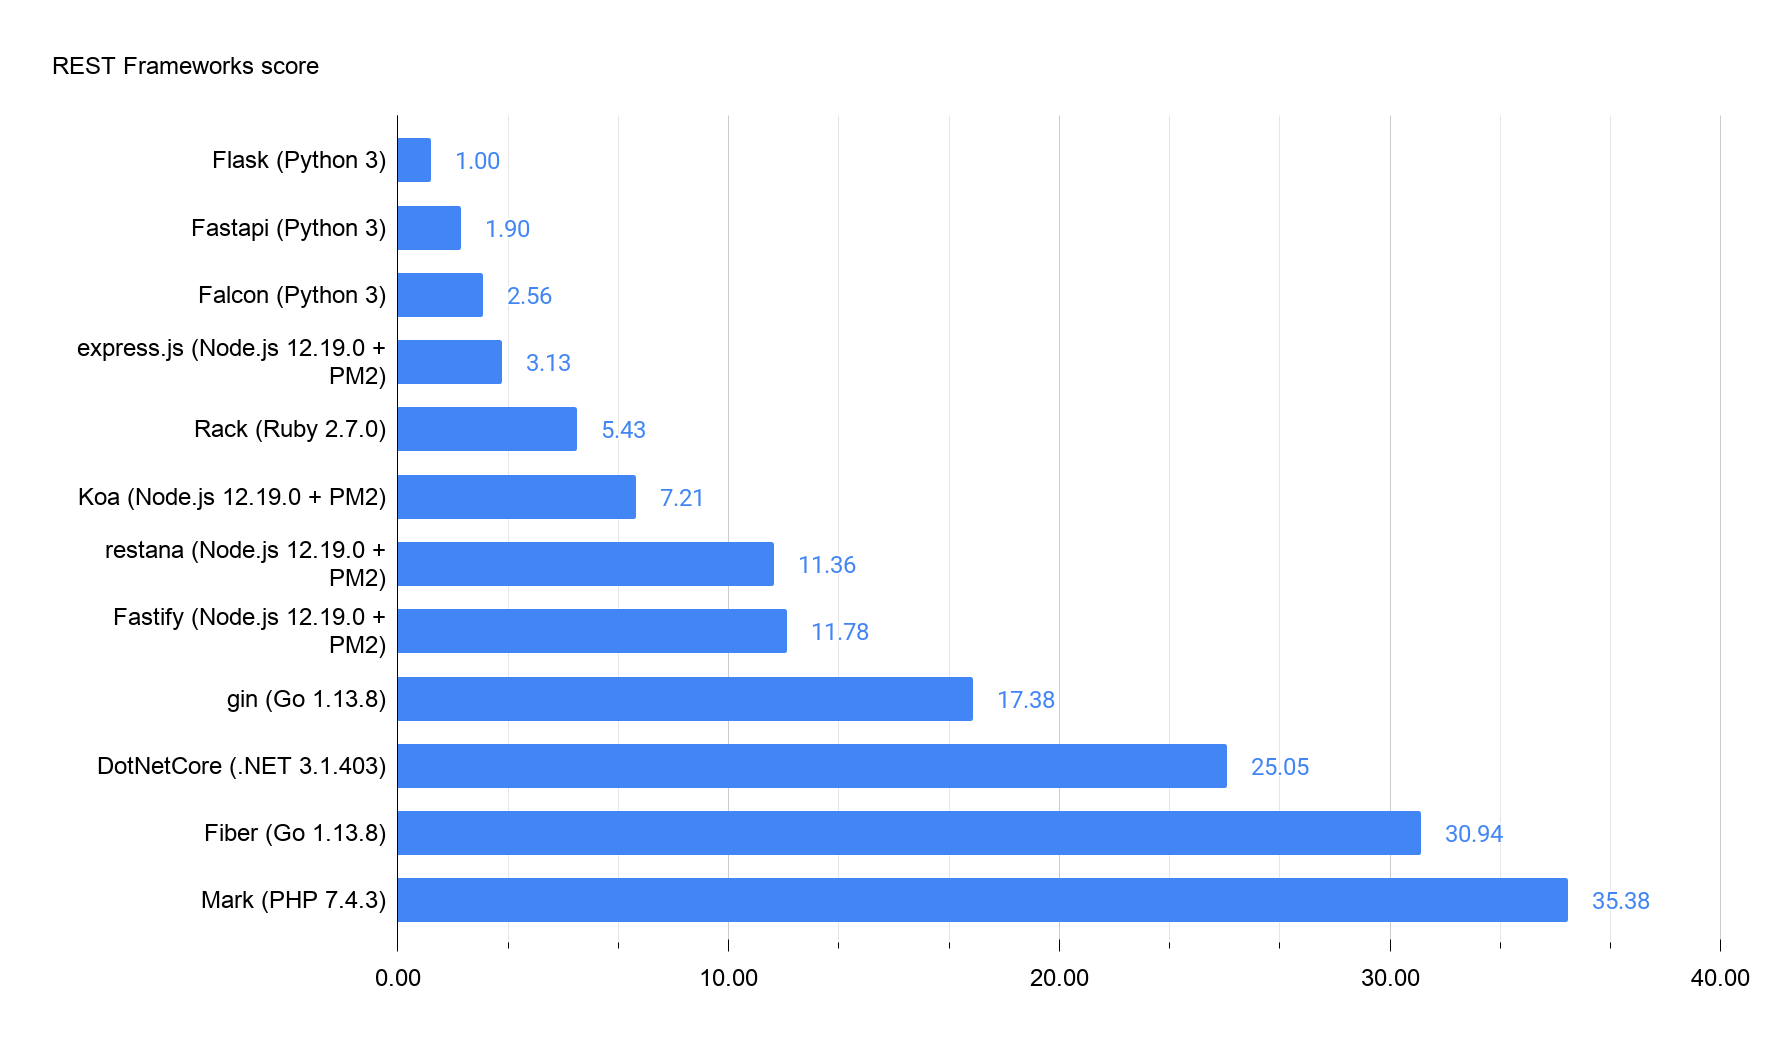 REST Frameworks score
Flask (Python 3)
1.00
Fastapi (Python 3)
1.90
Falcon (Python 3)
2.56
express.js (Node.js 12.19.0 +
PM2)
3.13
Rack (Ruby 2.7.0)
5.43
Koa (Node.js 12.19.0 + PM2)
7.21
restana (Node.js 12.19.0 +
PM2)
11.36
Fastify (Node.js 12.19.0 +
PM2)
11.78
gin (Go 1.13.8)
17.38
DotNetCore (.NET 3.1.403)
25.05
Fiber (Go 1.13.8)
30.94
Mark (PHP 7.4.3)
35.38
0.00 10.00 20.00 30.00 40.00